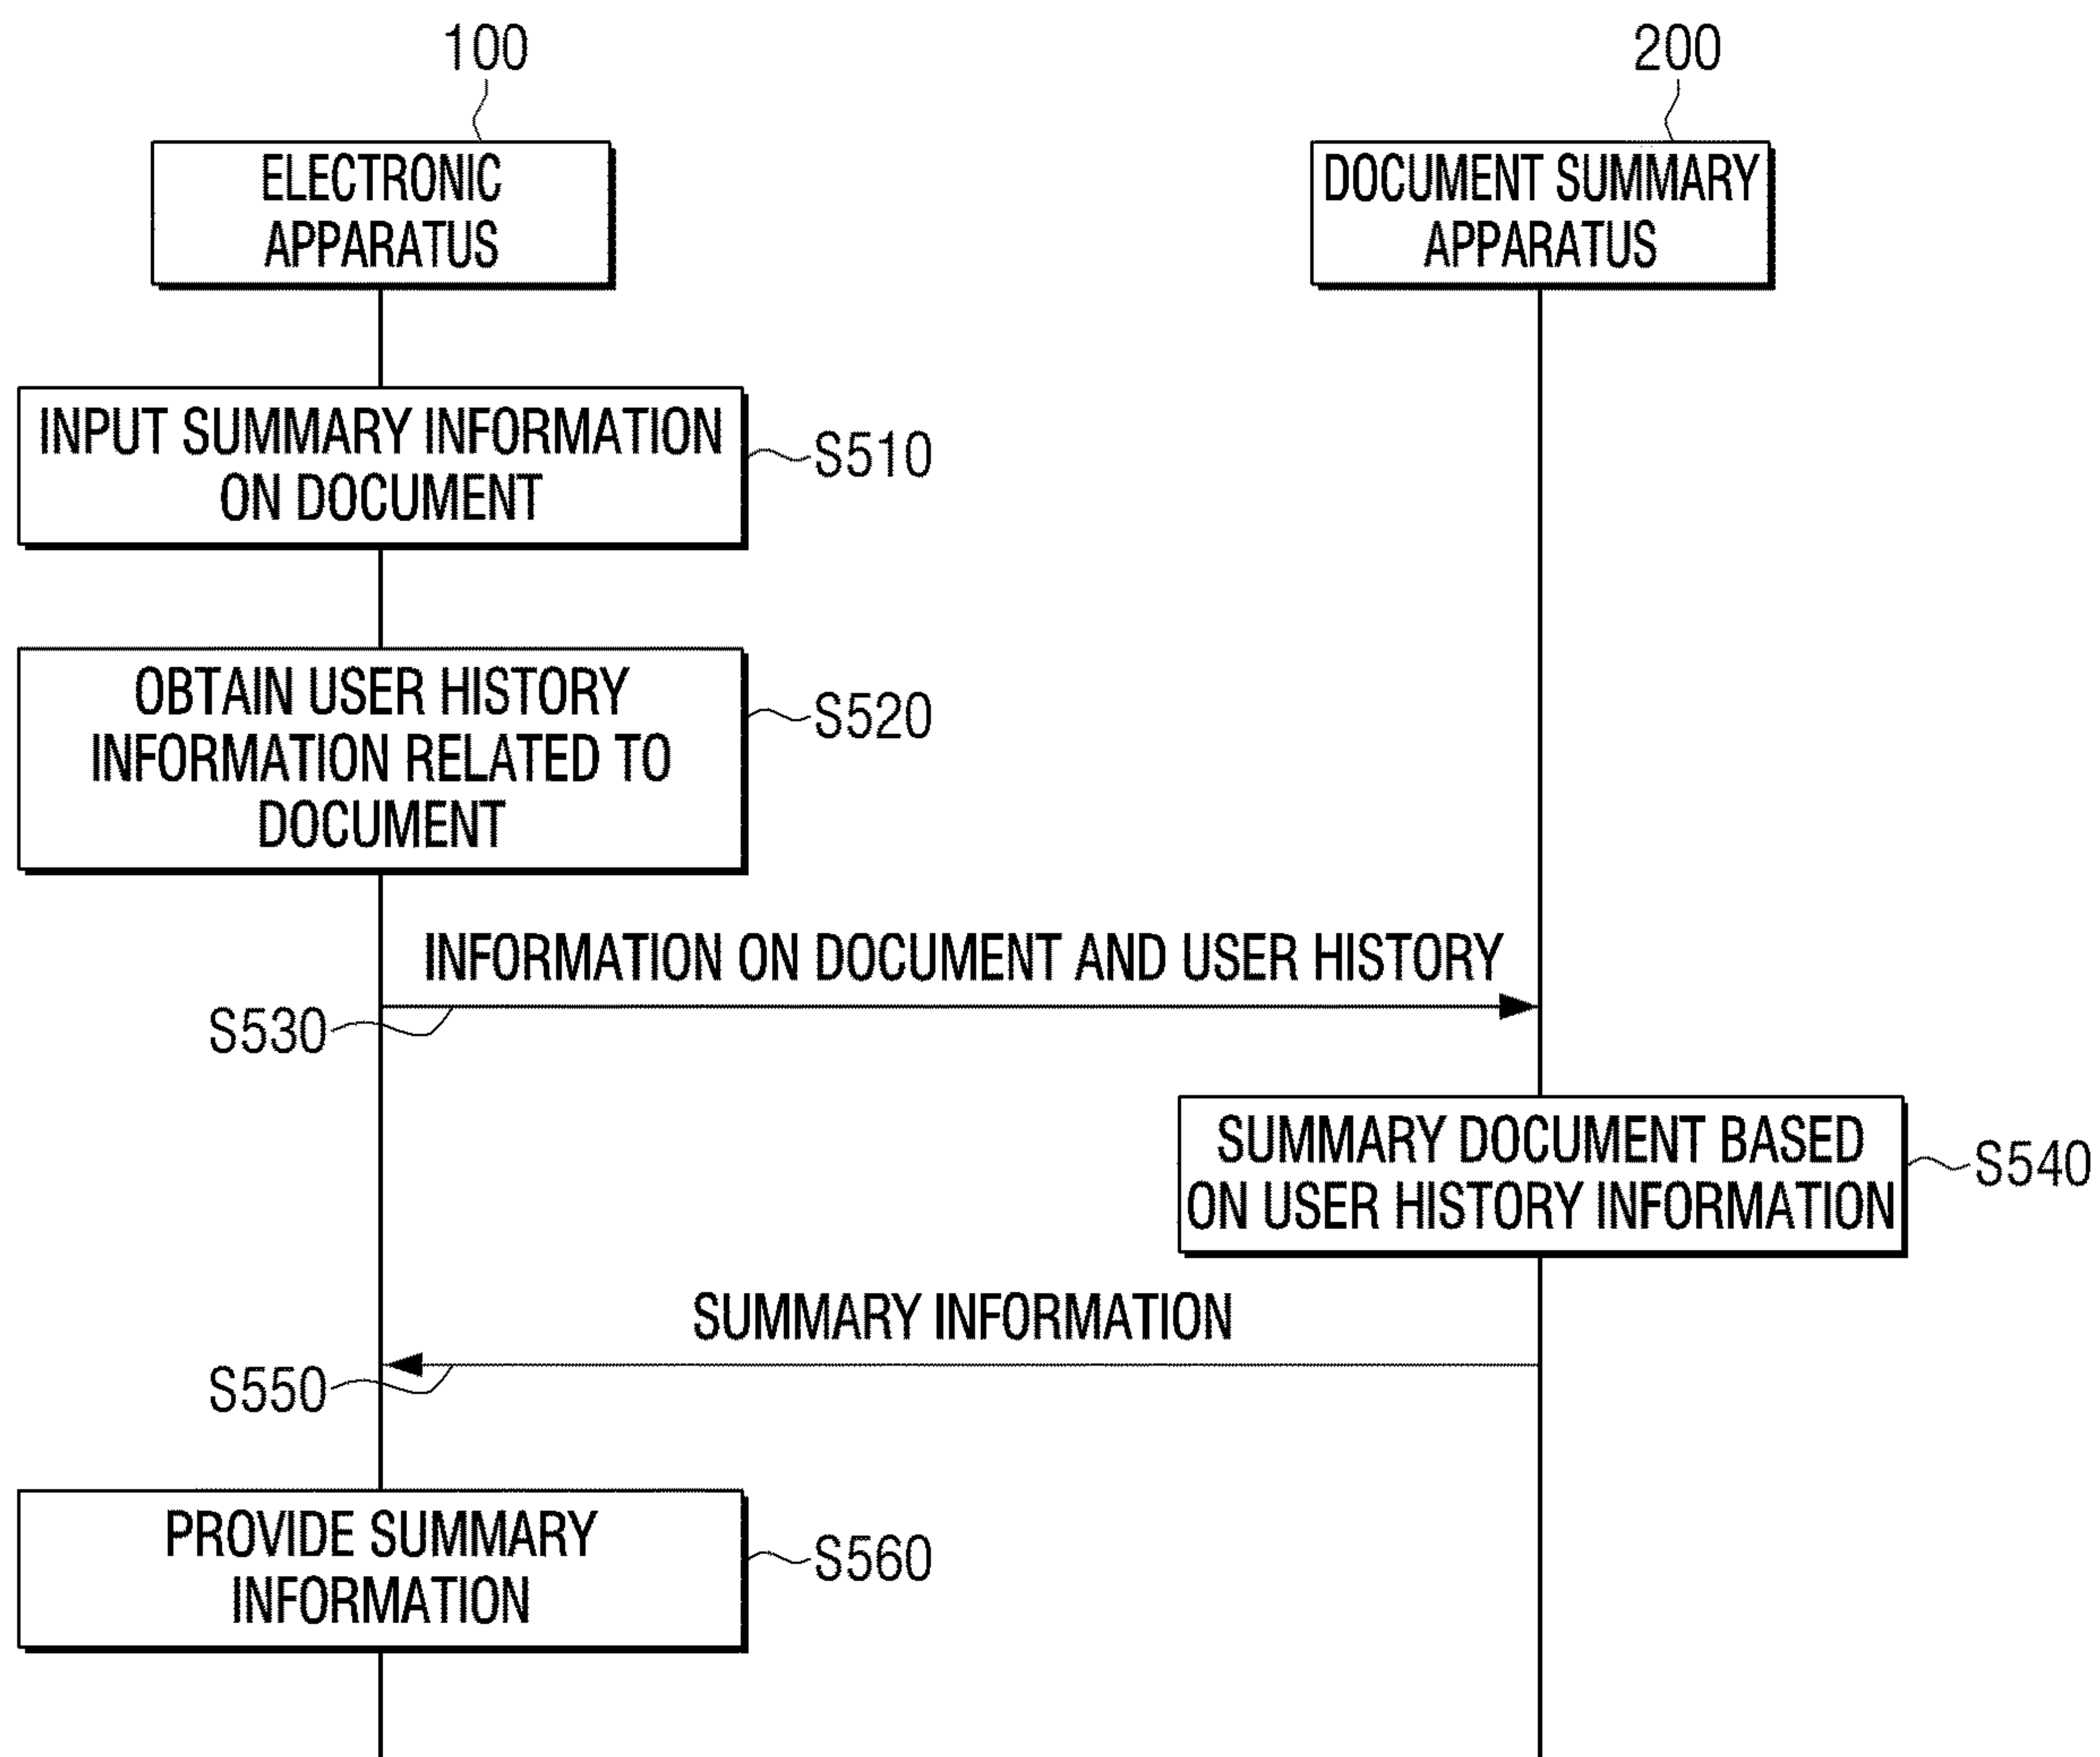 100
200
ELECTRONIC
APPARATUS
DOCUMENT SUMMARY
APPARATUS
INPUT SUMMARY INFORMATION
ON DOCUMENT
S510
OBTAIN USER HISTORY
INFORMATION RELATED TO
DOCUMENT
S520
INFORMATION ON DOCUMENT AND USER HISTORY
S530
SUMMARY DOCUMENT BASED
ON USER HISTORY INFORMATION
S540
SUMMARY INFORMATION
S550
PROVIDE SUMMARY
INFORMATION
S560